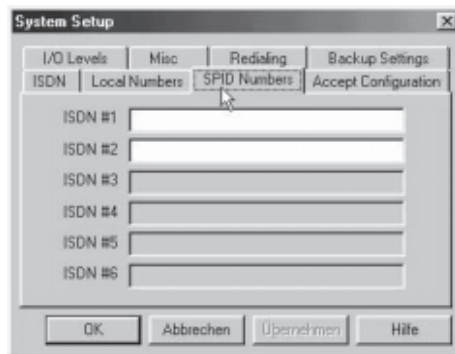 System Setup
I/O Levels Misc Redialing Backup Settings
ISDN Local Numbers SPID Numbers Accept Configuration
ISDN #1
ISDN #2
ISDN #3
ISDN #4
ISDN #5
ISDN #6
OK Abbrechen Übernehmen Hilfe